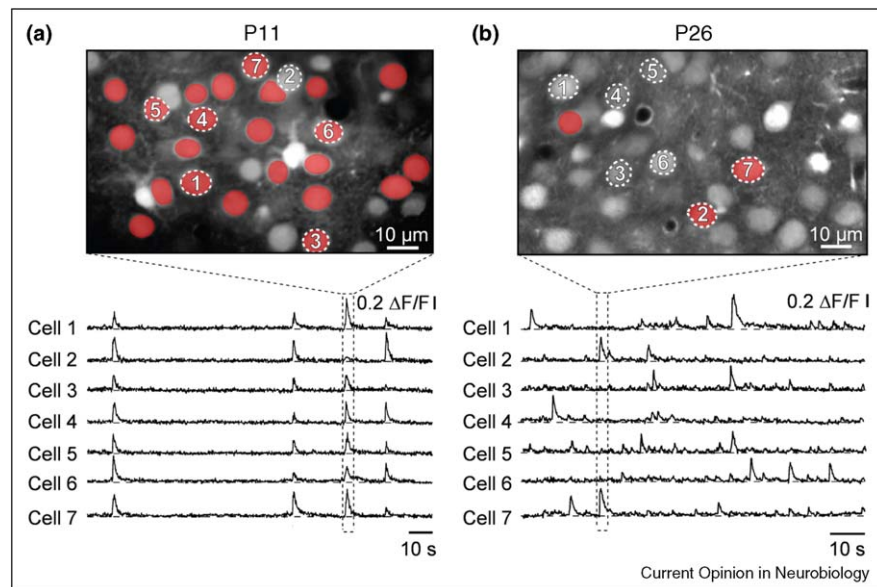 (a) P11
7
2
5
4
6
1
3
10 µm
0.2 ΔF/F I
Cell 1
Cell 2
Cell 3
Cell 4
Cell 5
Cell 6
Cell 7
10 s
(b) P26
5
1
4
3
6
7
2
10 µm
0.2 ΔF/F I
Cell 1
Cell 2
Cell 3
Cell 4
Cell 5
Cell 6
Cell 7
10 s
Current Opinion in Neurobiology